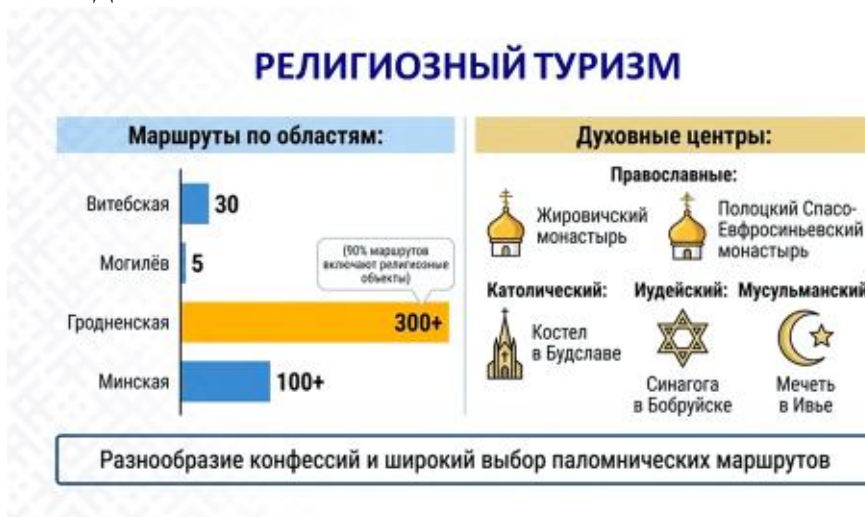 РЕЛИГИОЗНЫЙ ТУРИЗМ
Маршруты по областям:
Витебская
30
Могилёв
5
(90% маршрутов
включают религиозные
объекты)
Гродненская
300+
Минская
100+
Духовные центры:
Православные:
Жировичский
монастырь
Полоцкий Спасо-
Евфросиньевский
монастырь
Католический:
Костел
в Будславе
Иудейский:
Синагога
в Бобруйске
Мусульманский
Мечеть
в Ивье
Разнообразие конфессий и широкий выбор паломнических маршрутов